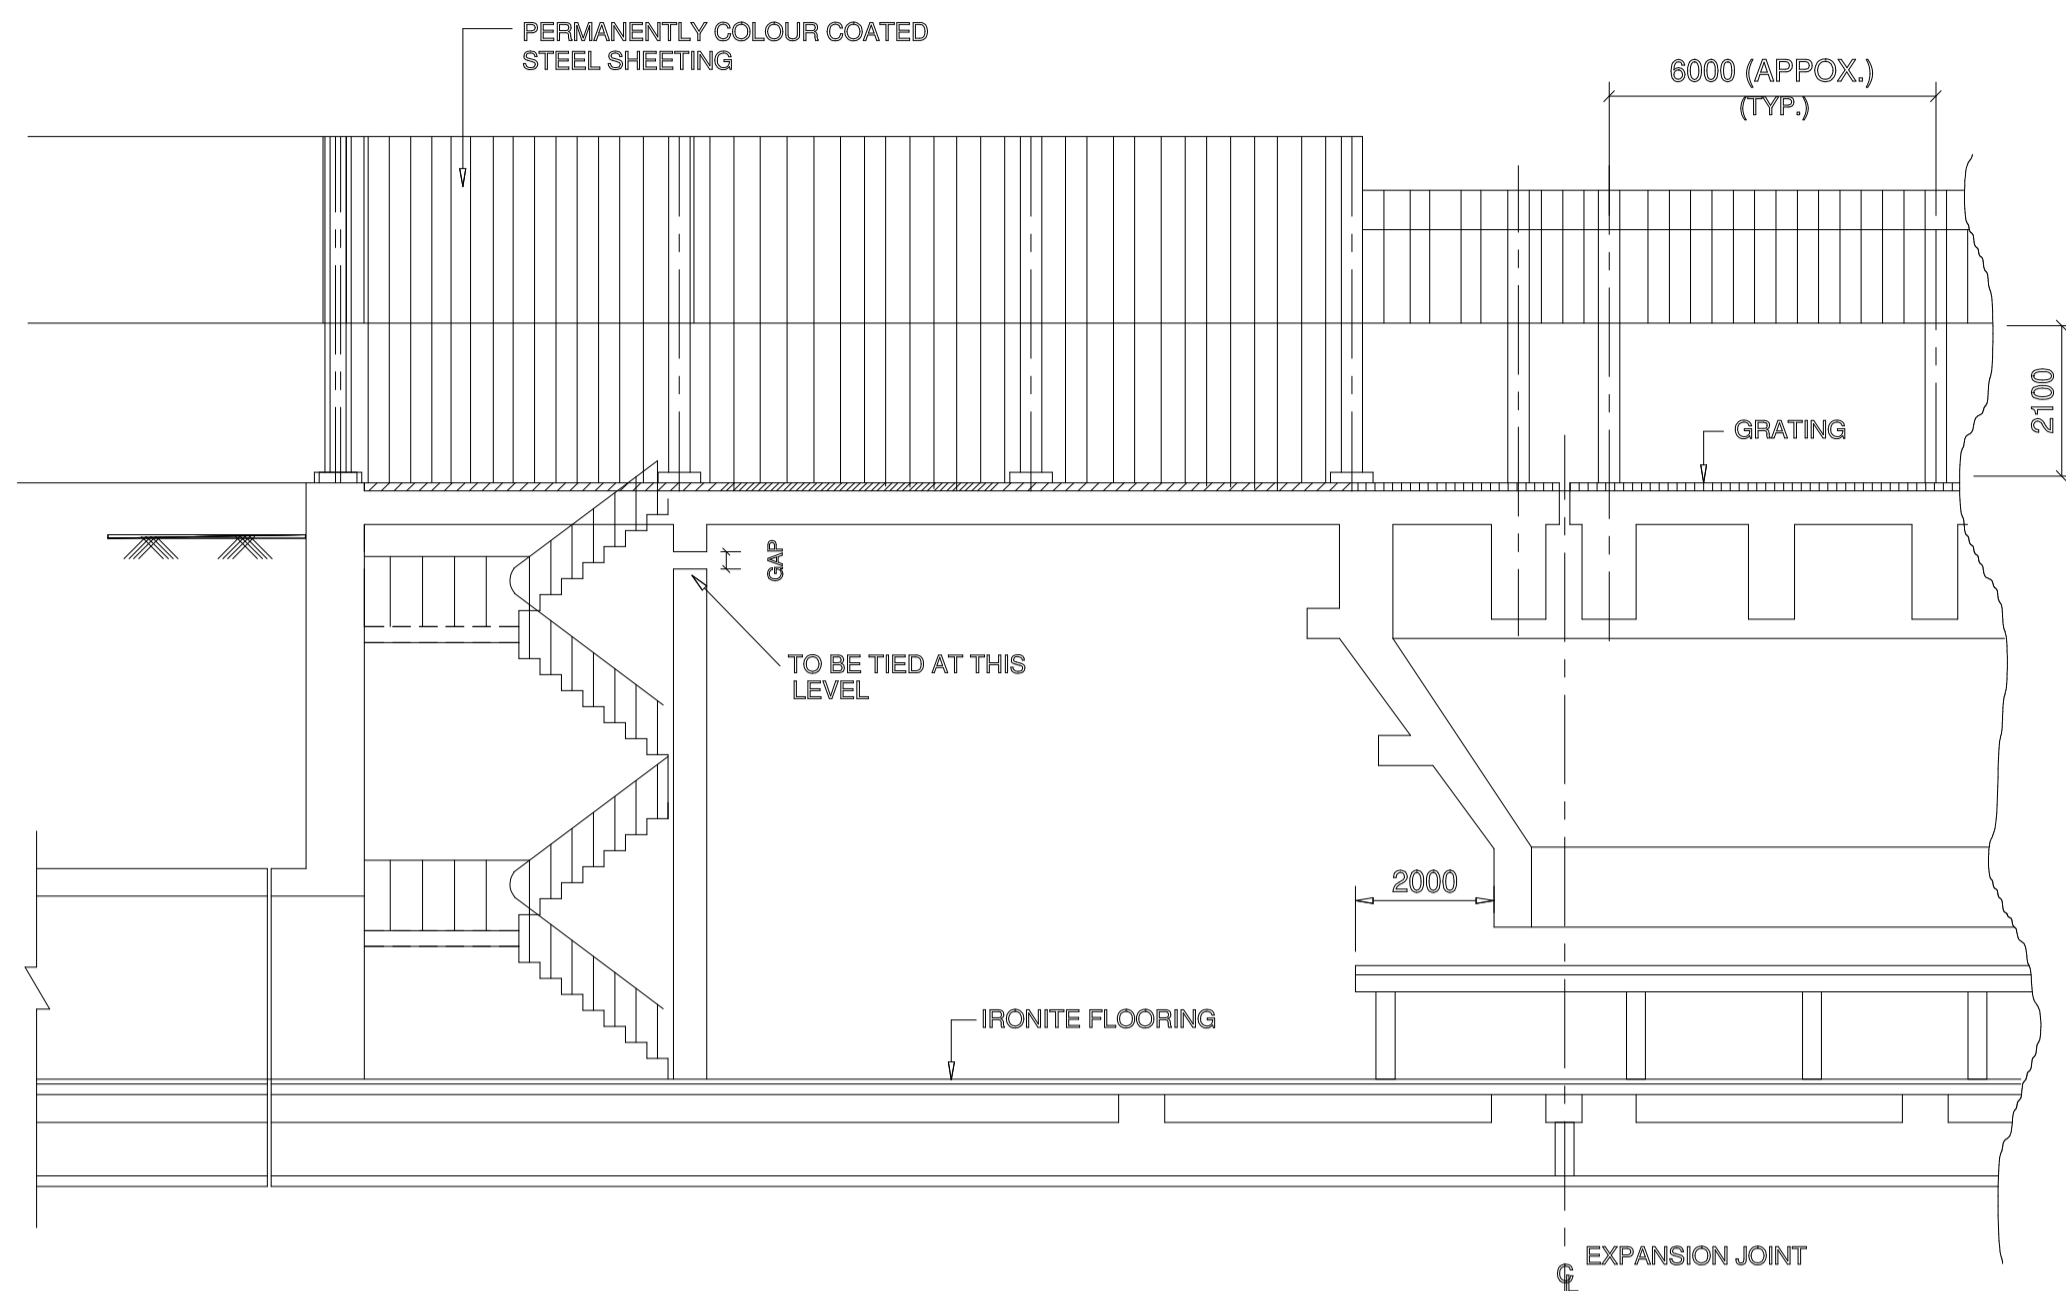 PERMANENTLY COLOUR COATED
STEEL SHEETING
6000 (APPOX.)
(TYP.)
2100
GRATING
GAP
TO BE TIED AT THIS
LEVEL
2000
IRONITE FLOORING
EXPANSION JOINT
℄